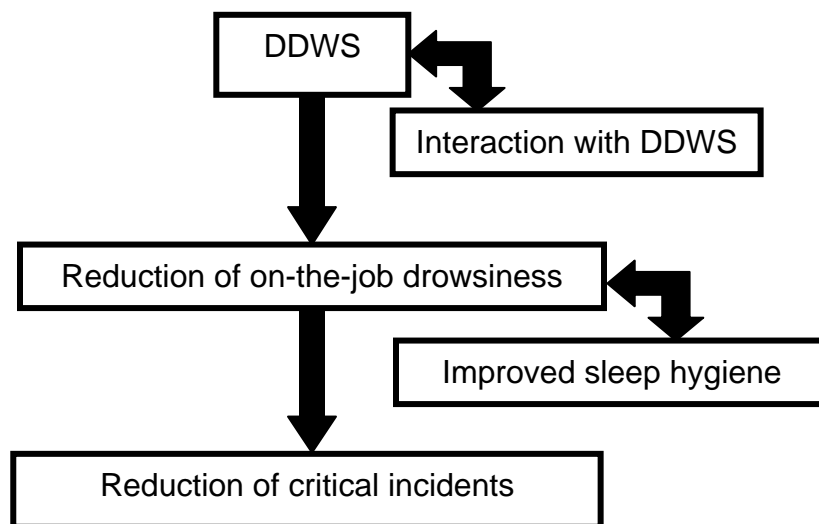 DDWS
Interaction with DDWS
Reduction of on-the-job drowsiness
Improved sleep hygiene
Reduction of critical incidents